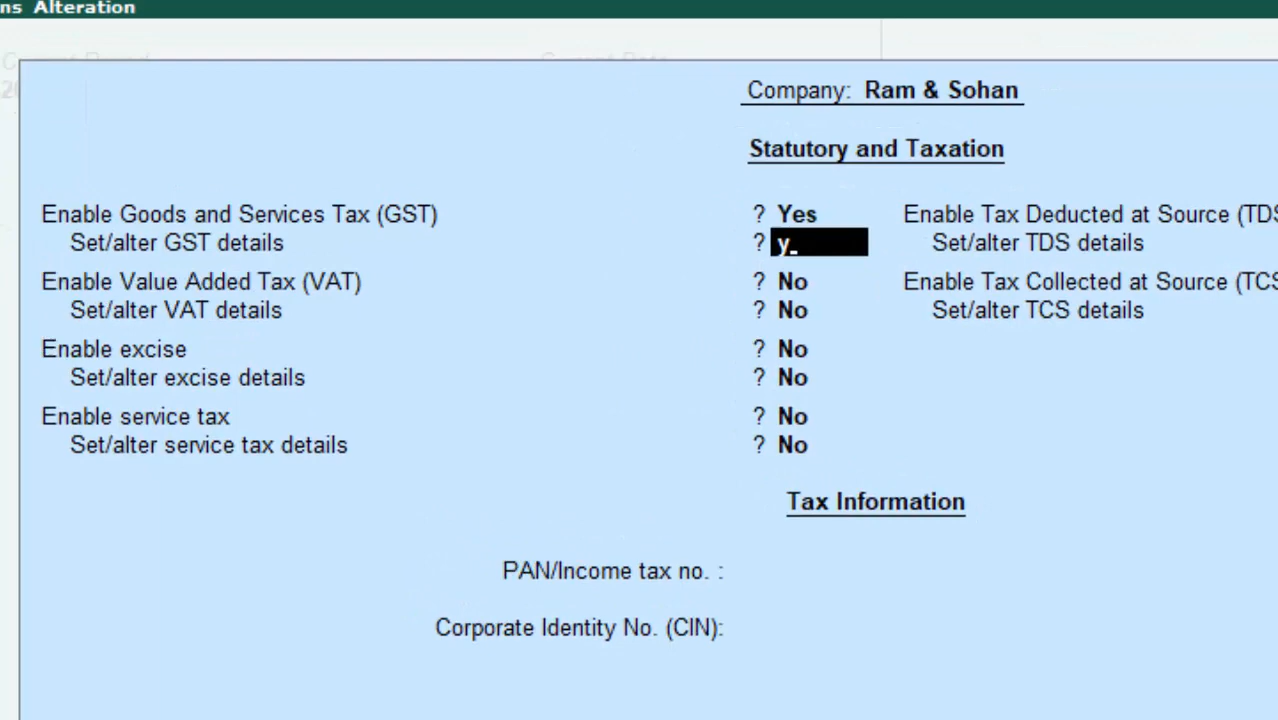 ns Alteration
Company: Ram & Sohan
Statutory and Taxation
Enable Goods and Services Tax (GST) ? Yes Enable Tax Deducted at Source (TDS
Set/alter GST details ? y Set/alter TDS details
Enable Value Added Tax (VAT) ? No Enable Tax Collected at Source (TCS
Set/alter VAT details ? No Set/alter TCS details
Enable excise ? No
Set/alter excise details ? No
Enable service tax ? No
Set/alter service tax details ? No
Tax Information
PAN/Income tax no. :
Corporate Identity No. (CIN):